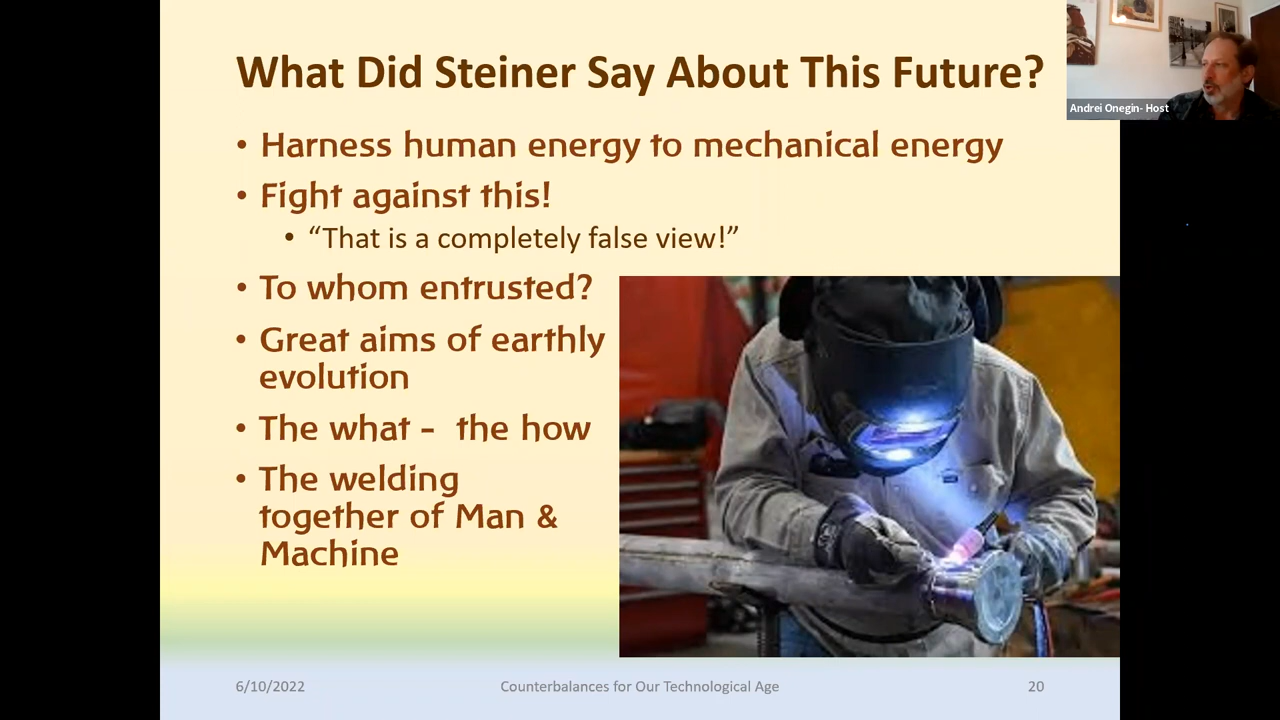 What Did Steiner Say About This Future?
Andrei Onegin- Host
• Harness human energy to mechanical energy
• Fight against this!
• “That is a completely false view!”
• To whom entrusted?
• Great aims of earthly
evolution
• The what - the how
• The welding
together of Man &
Machine
6/10/2022
Counterbalances for Our Technological Age
20